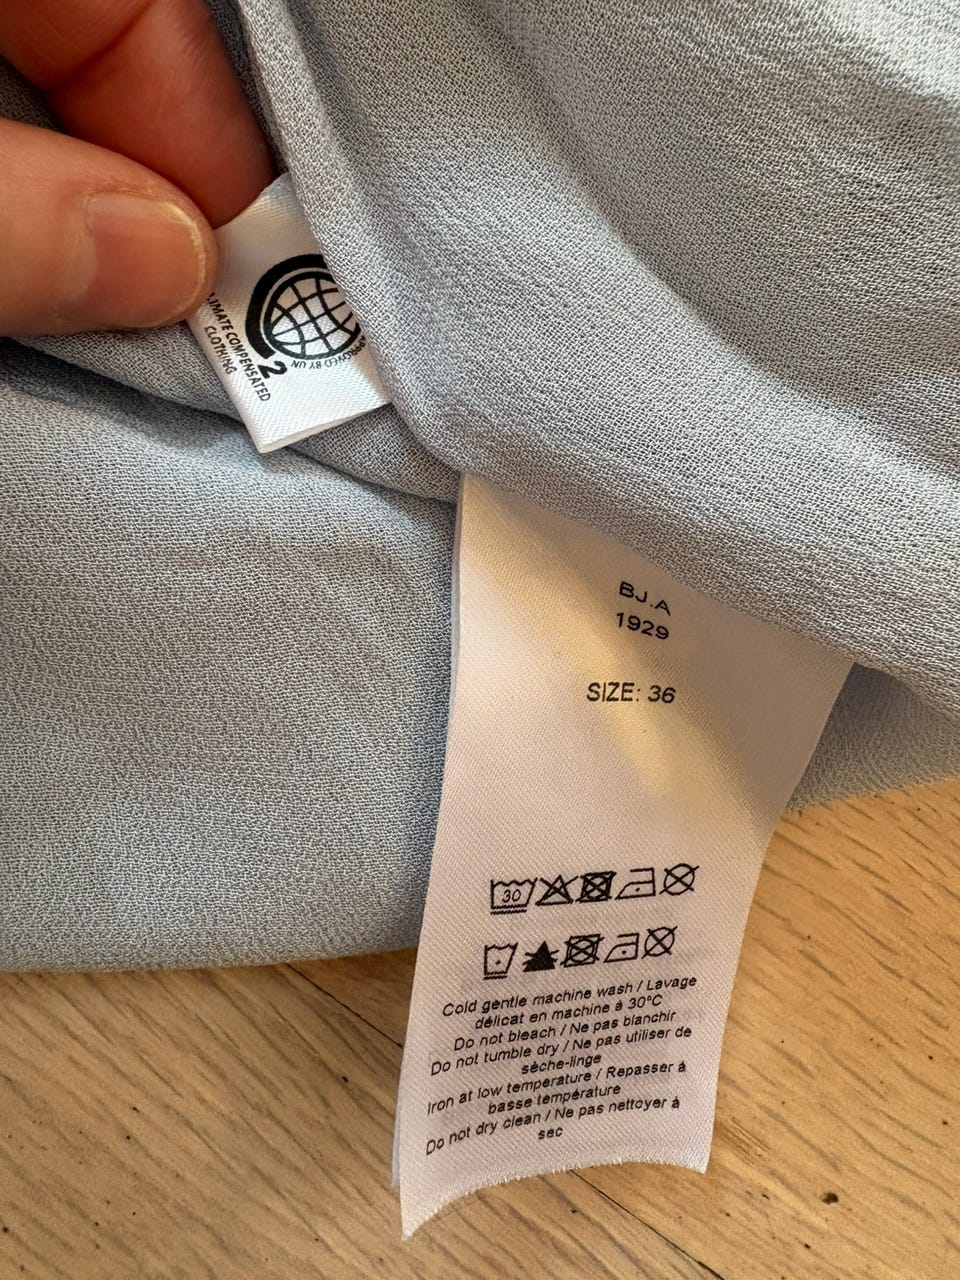 CLIMATE COMPENSATED
CLOTHING
2
APPROVED BY UN
BJ.A
1929
SIZE: 36
30
Cold gentle machine wash / Lavage
délicat en machine à 30°C
Do not bleach / Ne pas blanchir
Do not tumble dry / Ne pas utiliser de
sèche-linge
Iron at low temperature / Repasser à
basse température
Do not dry clean / Ne pas nettoyer à
sec